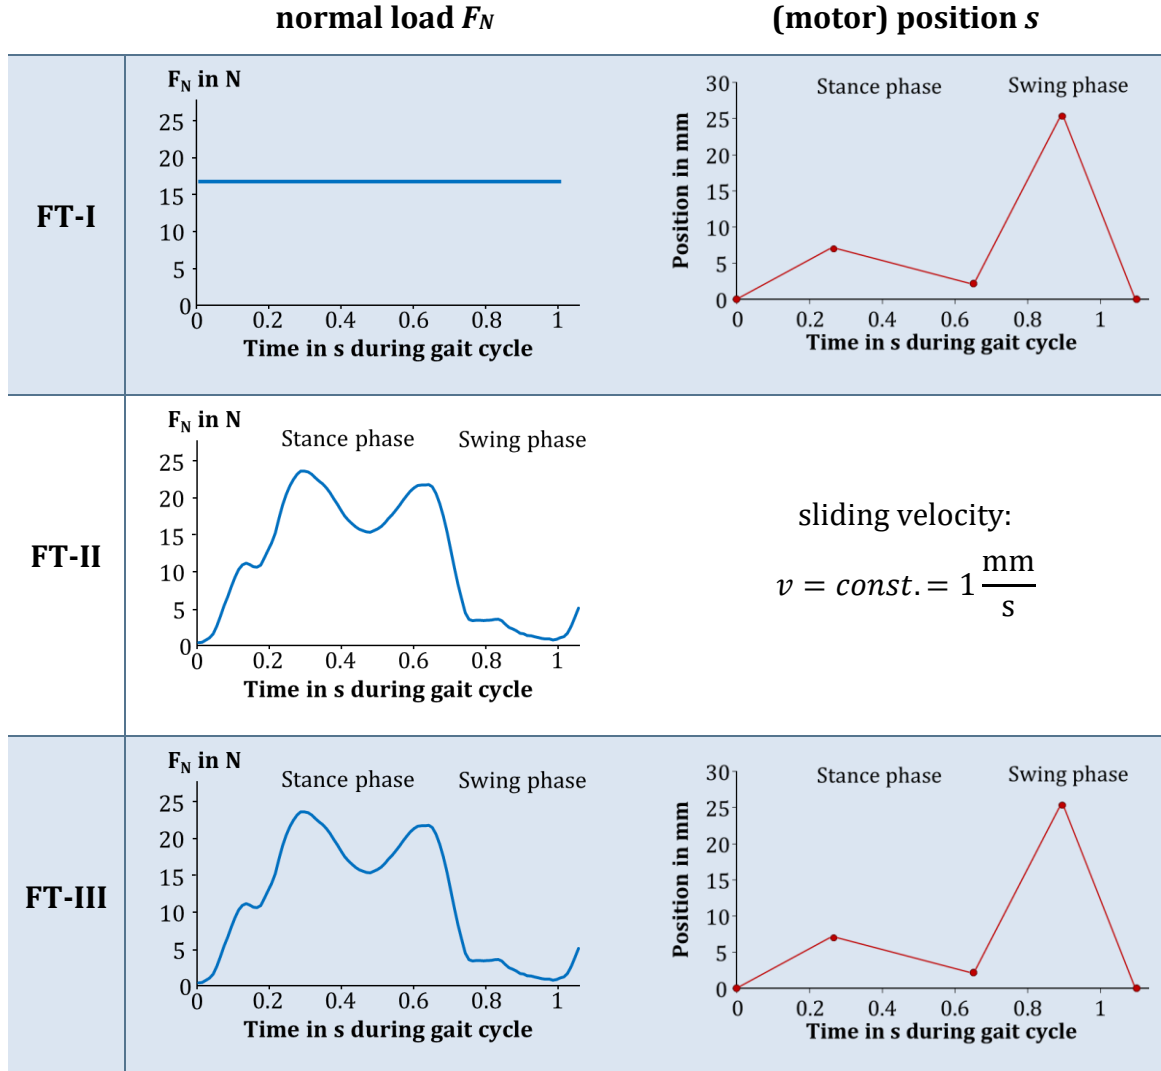 normal load F_N
(motor) position s
FT-I
F_N in N
25
20
15
10
5
0
0 0.2 0.4 0.6 0.8 1
Time in s during gait cycle
Position in mm
Stance phase Swing phase
30
25
20
15
10
5
0
0 0.2 0.4 0.6 0.8 1
Time in s during gait cycle
FT-II
F_N in N
Stance phase Swing phase
25
20
15
10
5
0
0 0.2 0.4 0.6 0.8 1
Time in s during gait cycle
sliding velocity:
v = const. = 1 mm/s
FT-III
F_N in N
Stance phase Swing phase
25
20
15
10
5
0
0 0.2 0.4 0.6 0.8 1
Time in s during gait cycle
Position in mm
Stance phase Swing phase
30
25
20
15
10
5
0
0 0.2 0.4 0.6 0.8 1
Time in s during gait cycle